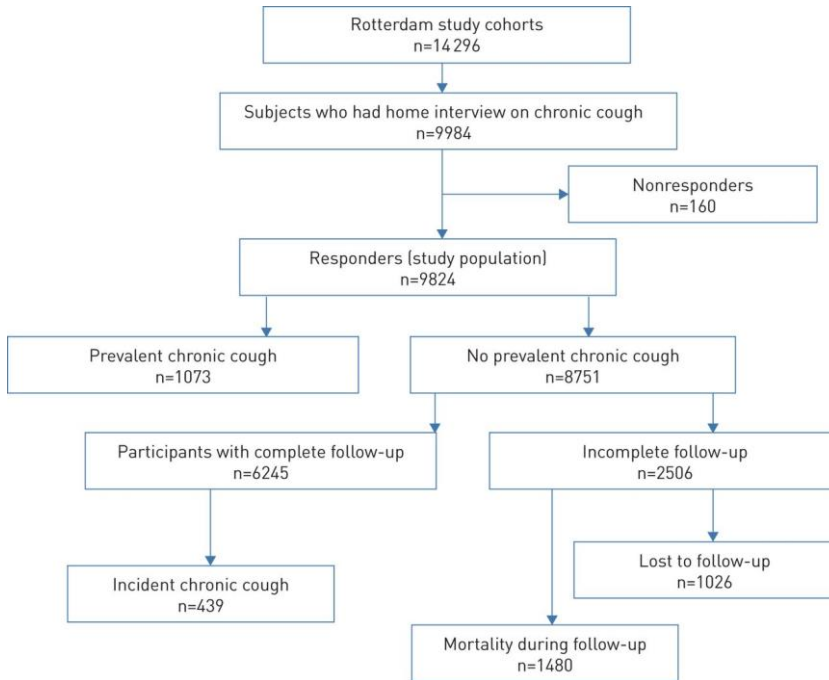 Rotterdam study cohorts
n=14 296
Subjects who had home interview on chronic cough
n=9984
Nonresponders
n=160
Responders (study population)
n=9824
Prevalent chronic cough
n=1073
No prevalent chronic cough
n=8751
Participants with complete follow-up
n=6245
Incomplete follow-up
n=2506
Incident chronic cough
n=439
Lost to follow-up
n=1026
Mortality during follow-up
n=1480